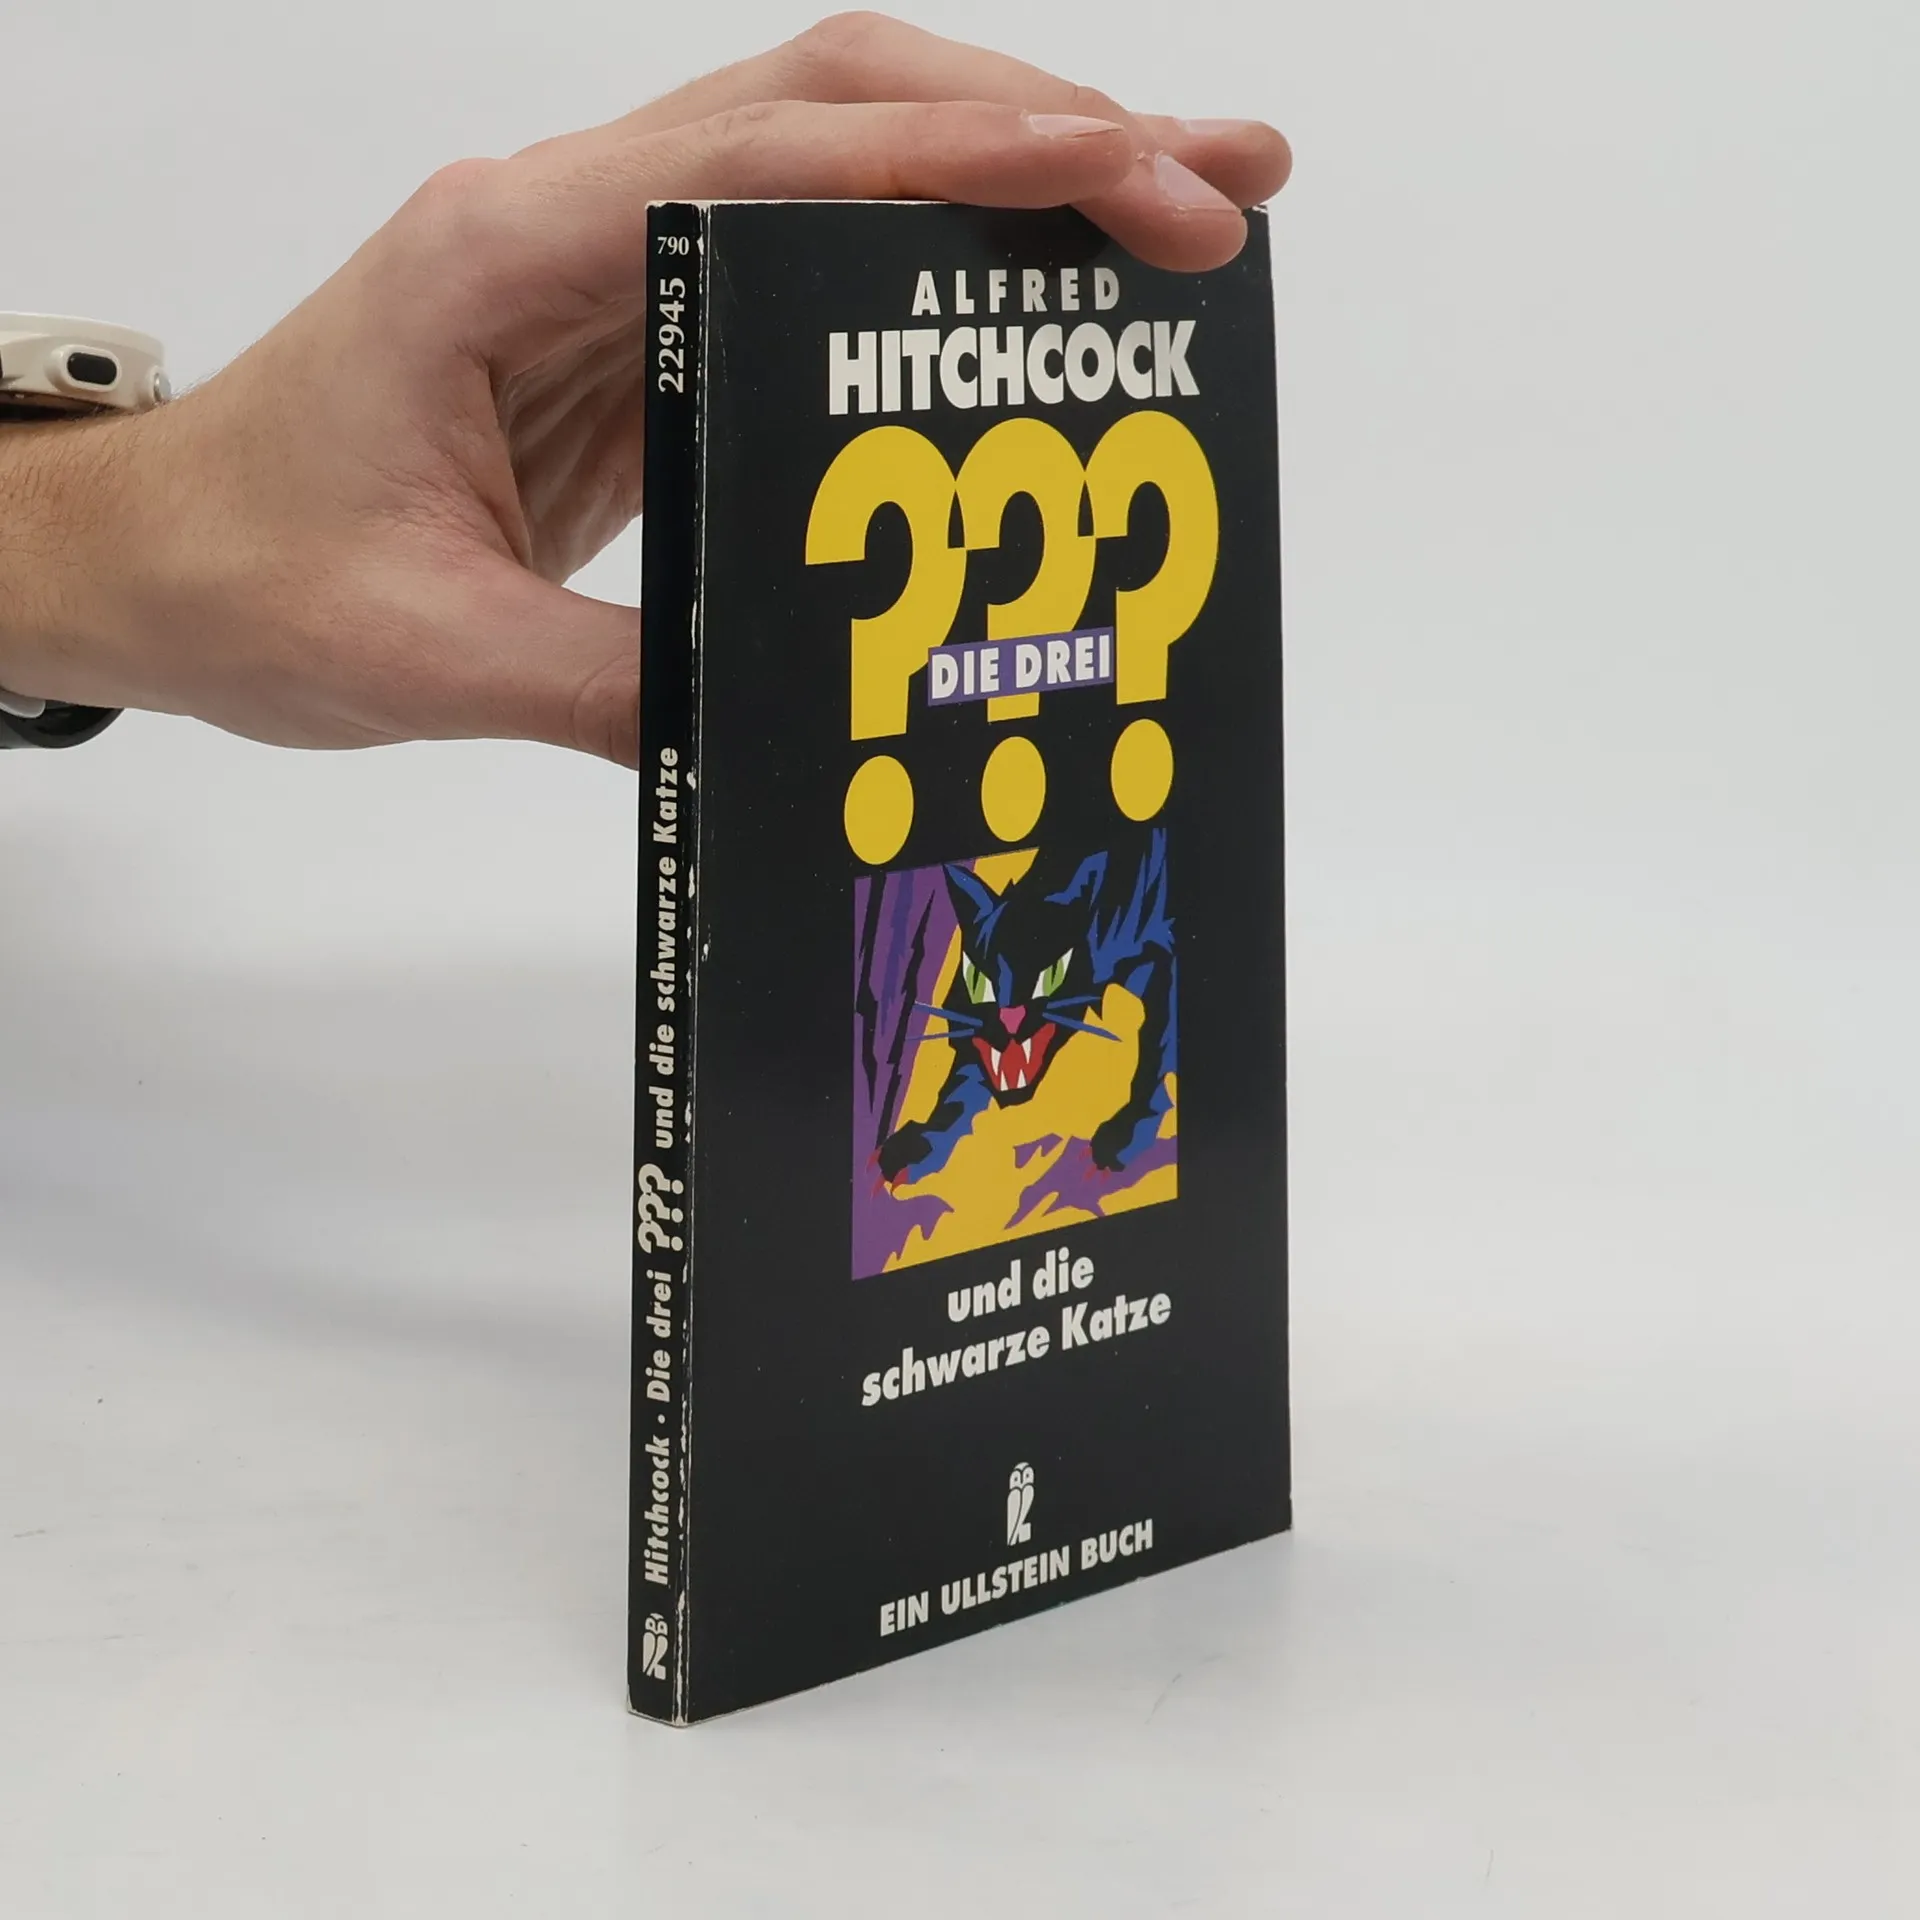 ALFRED
HITCHCOCK
???
DIE DREI
und die
schwarze Katze
EIN ULLSTEIN BUCH
790
22945
Hitchcock · Die drei ??? und die schwarze Katze